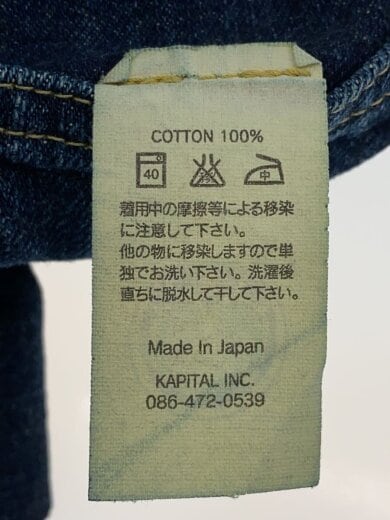 COTTON 100%
40 中
着用中の摩擦等による移染
に注意して下さい。
他の物に移染しますので単
独でお洗い下さい。洗濯後
直ちに脱水して干して下さい。
Made In Japan
KAPITAL INC.
086-472-0539